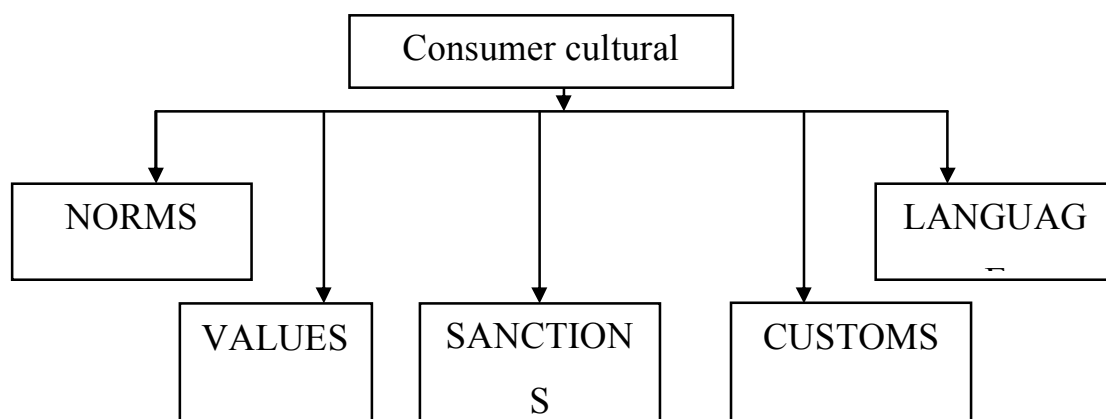 Consumer cultural
NORMS
LANGUAG
VALUES
SANCTION
S
CUSTOMS